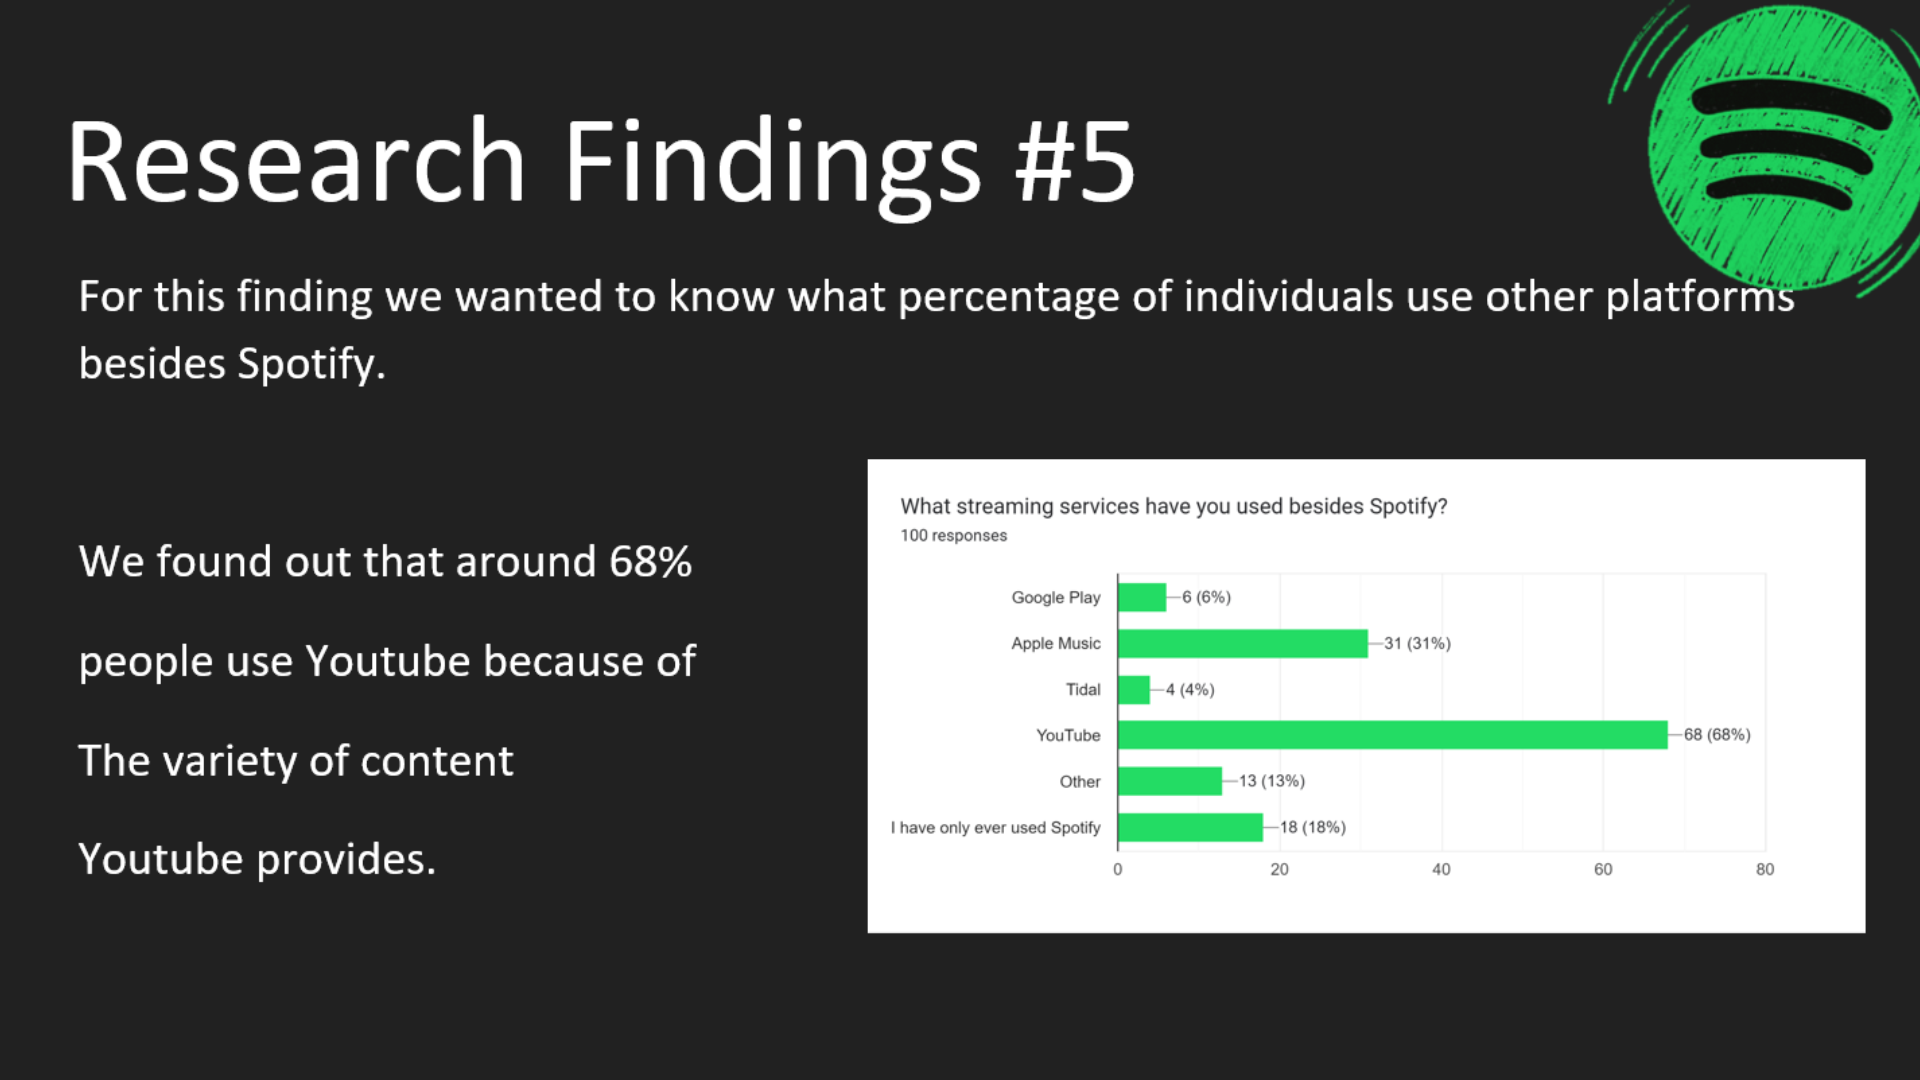 Research Findings #5
For this finding we wanted to know what percentage of individuals use other platforms
besides Spotify.
We found out that around 68%
people use Youtube because of
The variety of content
Youtube provides.
What streaming services have you used besides Spotify?
100 responses
Google Play 6 (6%)
Apple Music 31 (31%)
Tidal 4 (4%)
YouTube 68 (68%)
Other 13 (13%)
I have only ever used Spotify 18 (18%)
0 20 40 60 80